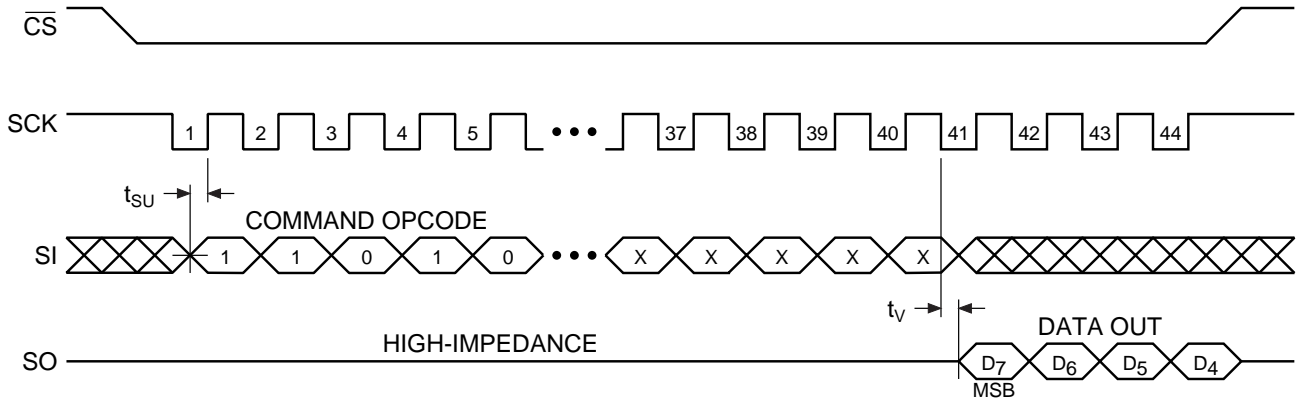 CS
SCK 1 2 3 4 5 ••• 37 38 39 40 41 42 43 44
tSU
COMMAND OPCODE
SI 1 1 0 1 0 ••• X X X X X
tV
HIGH-IMPEDANCE DATA OUT
SO D7 D6 D5 D4
MSB